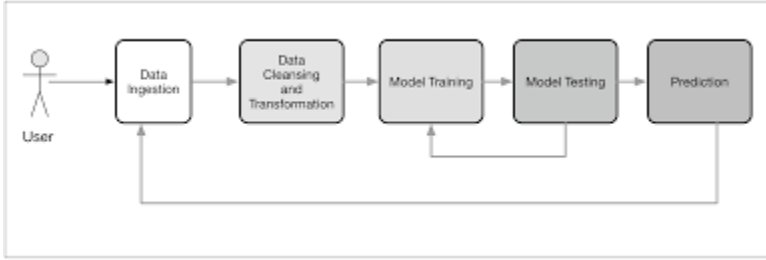 User
Data
Ingestion
Data
Cleansing
and
Transformation
Model Training
Model Testing
Prediction